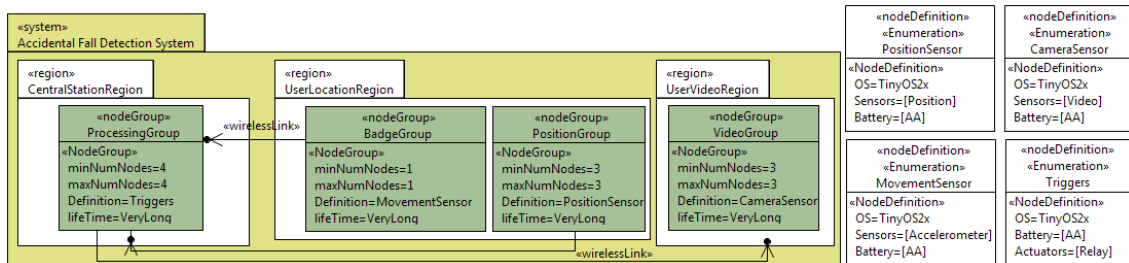 «system»
Accidental Fall Detection System
«region»
CentralStationRegion
«nodeGroup»
ProcessingGroup
«NodeGroup»
minNumNodes=4
maxNumNodes=4
Definition=Triggers
lifeTime=VeryLong
«wirelessLink»
«region»
UserLocationRegion
«nodeGroup»
BadgeGroup
«NodeGroup»
minNumNodes=1
maxNumNodes=1
Definition=MovementSensor
lifeTime=VeryLong
«nodeGroup»
PositionGroup
«NodeGroup»
minNumNodes=3
maxNumNodes=3
Definition=PositionSensor
lifeTime=VeryLong
«region»
UserVideoRegion
«nodeGroup»
VideoGroup
«NodeGroup»
minNumNodes=3
maxNumNodes=3
Definition=CameraSensor
lifeTime=VeryLong
«wirelessLink»
«nodeDefinition»
«Enumeration»
PositionSensor
«NodeDefinition»
OS=TinyOS2x
Sensors=[Position]
Battery=[AA]
«nodeDefinition»
«Enumeration»
CameraSensor
«NodeDefinition»
OS=TinyOS2x
Sensors=[Video]
Battery=[AA]
«nodeDefinition»
«Enumeration»
MovementSensor
«NodeDefinition»
OS=TinyOS2x
Sensors=[Accelerometer]
Battery=[AA]
«nodeDefinition»
«Enumeration»
Triggers
«NodeDefinition»
OS=TinyOS2x
Battery=[AA]
Actuators=[Relay]